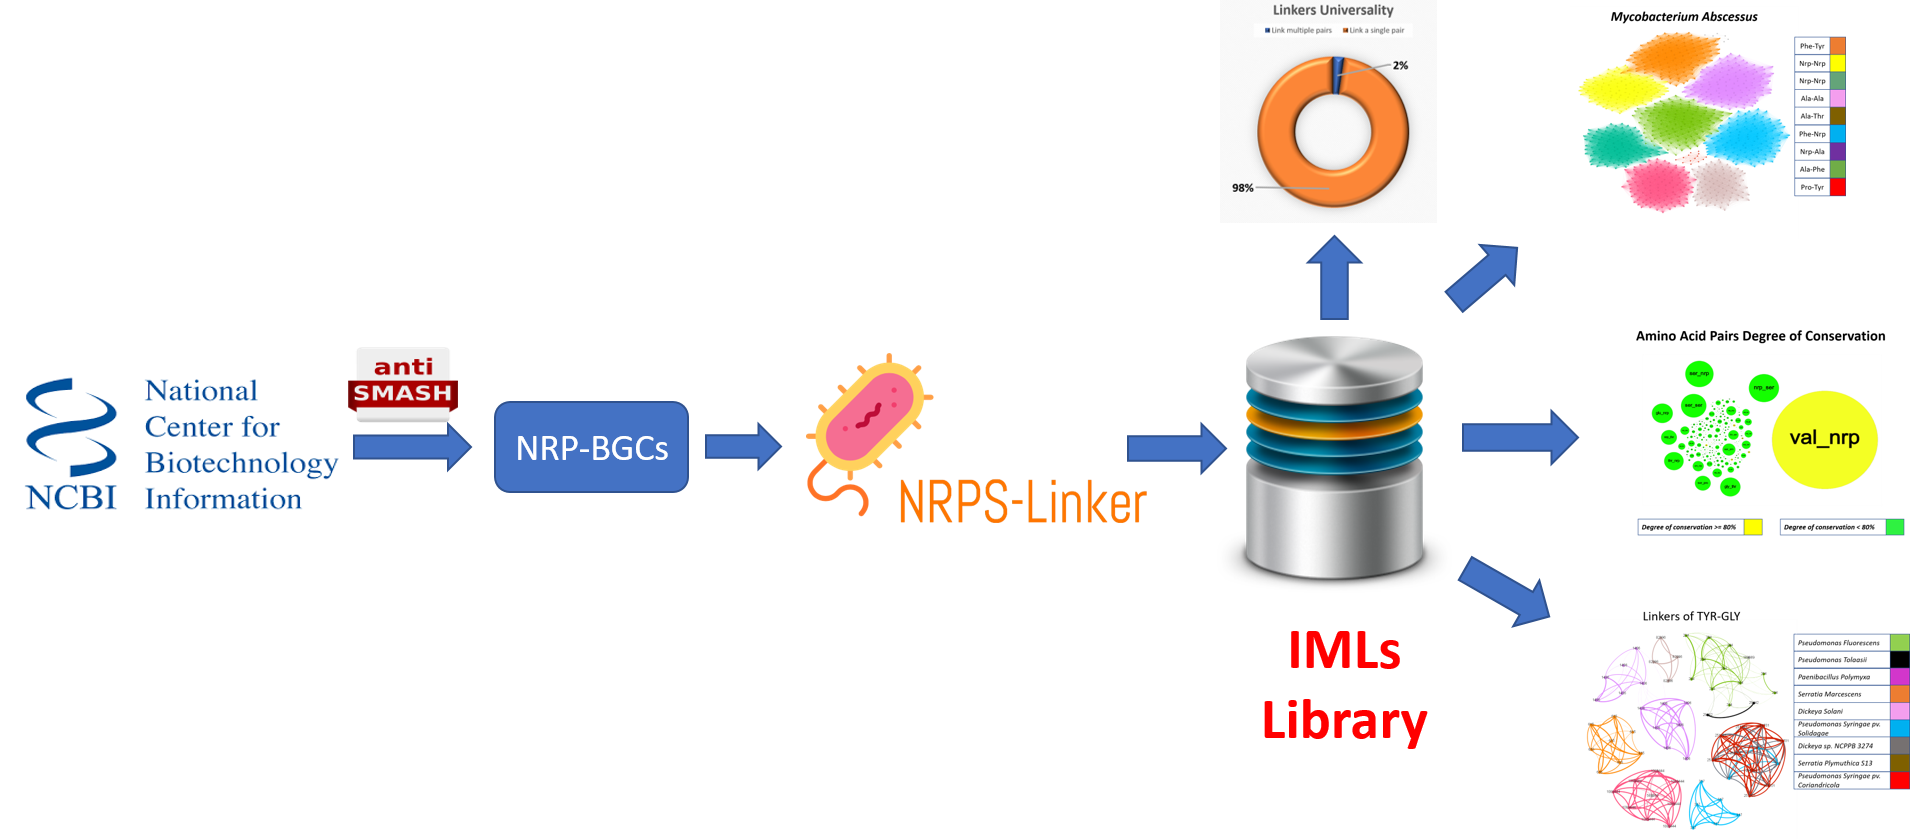 Linkers Universality
Link multiple pairs
Link a single pair
2%
98%
Mycobacterium Abscessus
Phe-Tyr
Nrp-Nrp
Nrp-Nrp
Ala-Ala
Ala-Thr
Phe-Nrp
Nrp-Ala
Ala-Phe
Pro-Tyr
NCBI
National
Center for
Biotechnology
Information
anti
SMASH
NRP-BGCs
NRPS-Linker
IMLs
Library
Amino Acid Pairs Degree of Conservation
ser_nrp
nrp_ser
val_nrp
Degree of conservation >= 80%
Degree of conservation < 80%
Linkers of TYR-GLY
Pseudomonas Fluorescens
Pseudomonas Tolaasii
Paenibacillus Polymyxa
Serratia Marcescens
Dickeya Solani
Pseudomonas Syringae pv.
Solidagae
Dickeya sp. NCPPB 3274
Serratia Plymuthica S13
Pseudomonas Syringae pv.
Coriandricola